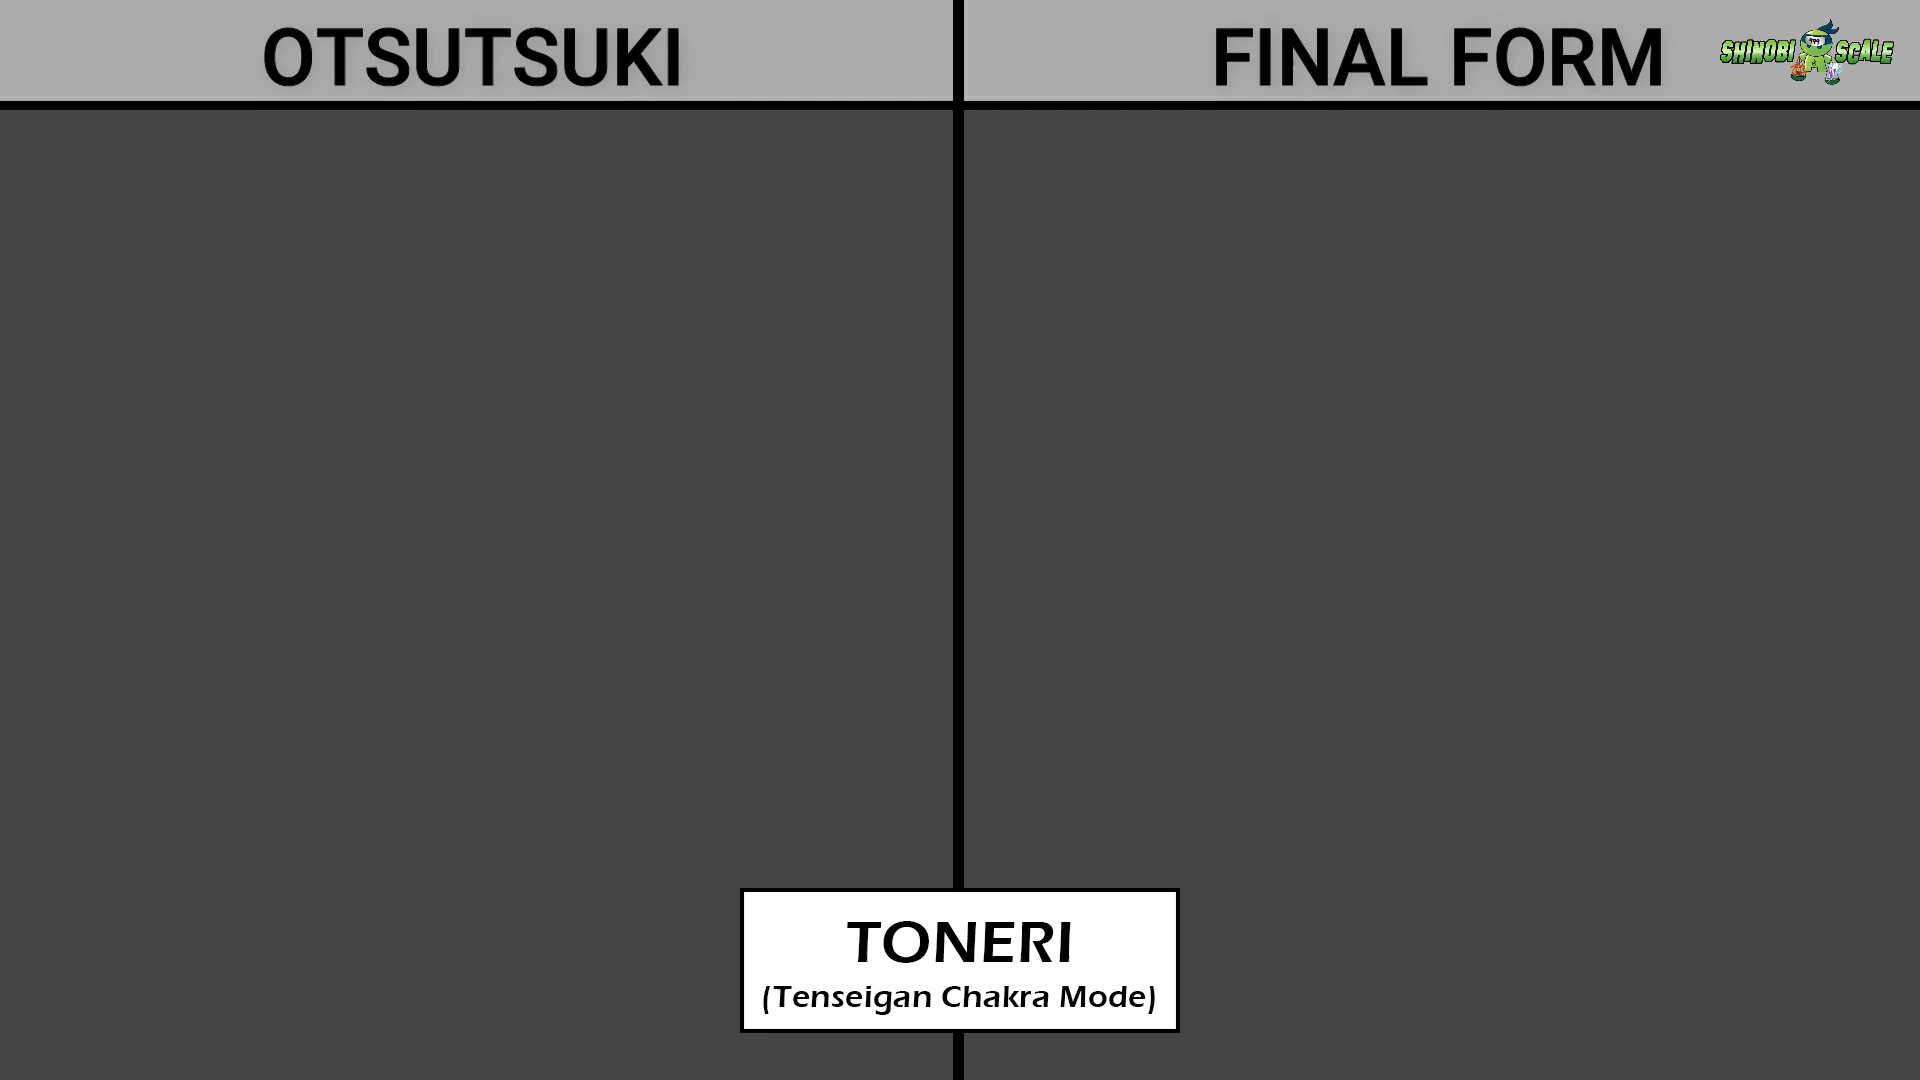 OTSUTSUKI
FINAL FORM
SHINOBI SCALE
TONERI
(Tenseigan Chakra Mode)